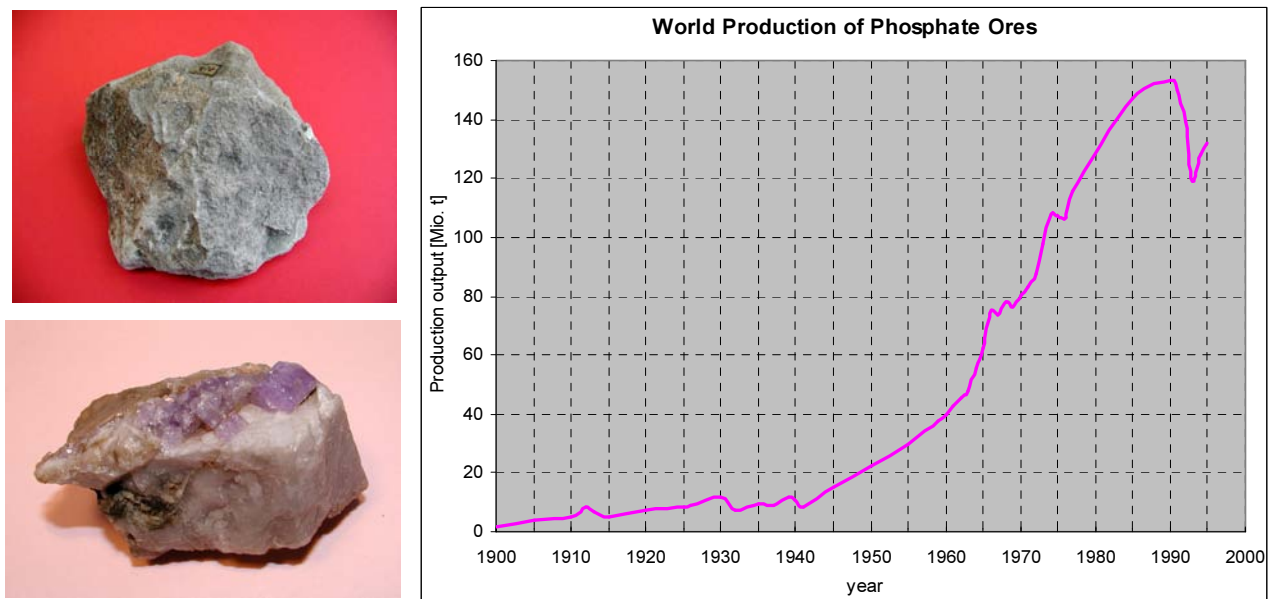 World Production of Phosphate Ores
160
140
120
100
80
60
40
20
0
Production output [Mio. t]
1900 1910 1920 1930 1940 1950 1960 1970 1980 1990 2000
year